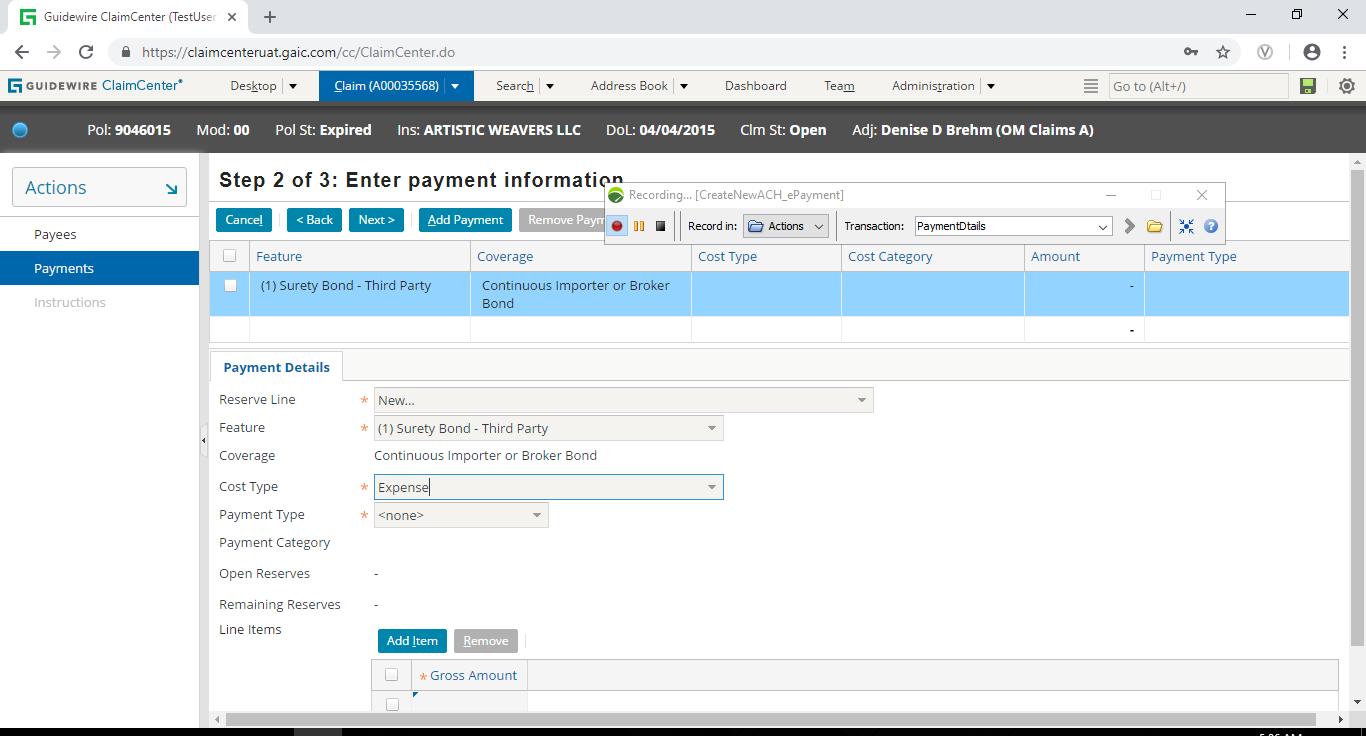 Guidewire ClaimCenter (TestUser
https://claimcenteruat.gaic.com/cc/ClaimCenter.do
GUIDEWIRE ClaimCenter® Desktop Claim (A00035568) Search Address Book Dashboard Team Administration Go to (Alt+/)
Pol: 9046015 Mod: 00 Pol St: Expired Ins: ARTISTIC WEAVERS LLC DoL: 04/04/2015 Clm St: Open Adj: Denise D Brehm (OM Claims A)
Actions
Payees
Payments
Instructions
Step 2 of 3: Enter payment information
Recording... [CreateNewACH_ePayment]
Record in: Actions Transaction: PaymentDtails
Cancel < Back Next > Add Payment Remove Paym
Feature Coverage Cost Type Cost Category Amount Payment Type
(1) Surety Bond - Third Party Continuous Importer or Broker -
Bond
-
Payment Details
Reserve Line * New...
Feature * (1) Surety Bond - Third Party
Coverage Continuous Importer or Broker Bond
Cost Type * Expense
Payment Type * <none>
Payment Category
Open Reserves -
Remaining Reserves -
Line Items
Add Item Remove
* Gross Amount